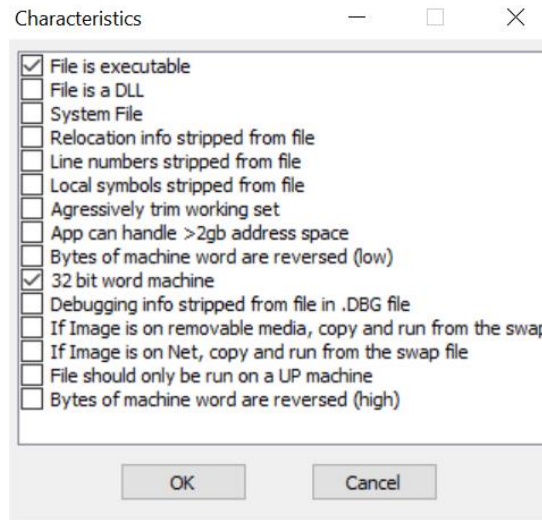 Characteristics
File is executable
File is a DLL
System File
Relocation info stripped from file
Line numbers stripped from file
Local symbols stripped from file
Agressively trim working set
App can handle >2gb address space
Bytes of machine word are reversed (low)
32 bit word machine
Debugging info stripped from file in .DBG file
If Image is on removable media, copy and run from the swap
If Image is on Net, copy and run from the swap file
File should only be run on a UP machine
Bytes of machine word are reversed (high)
OK Cancel